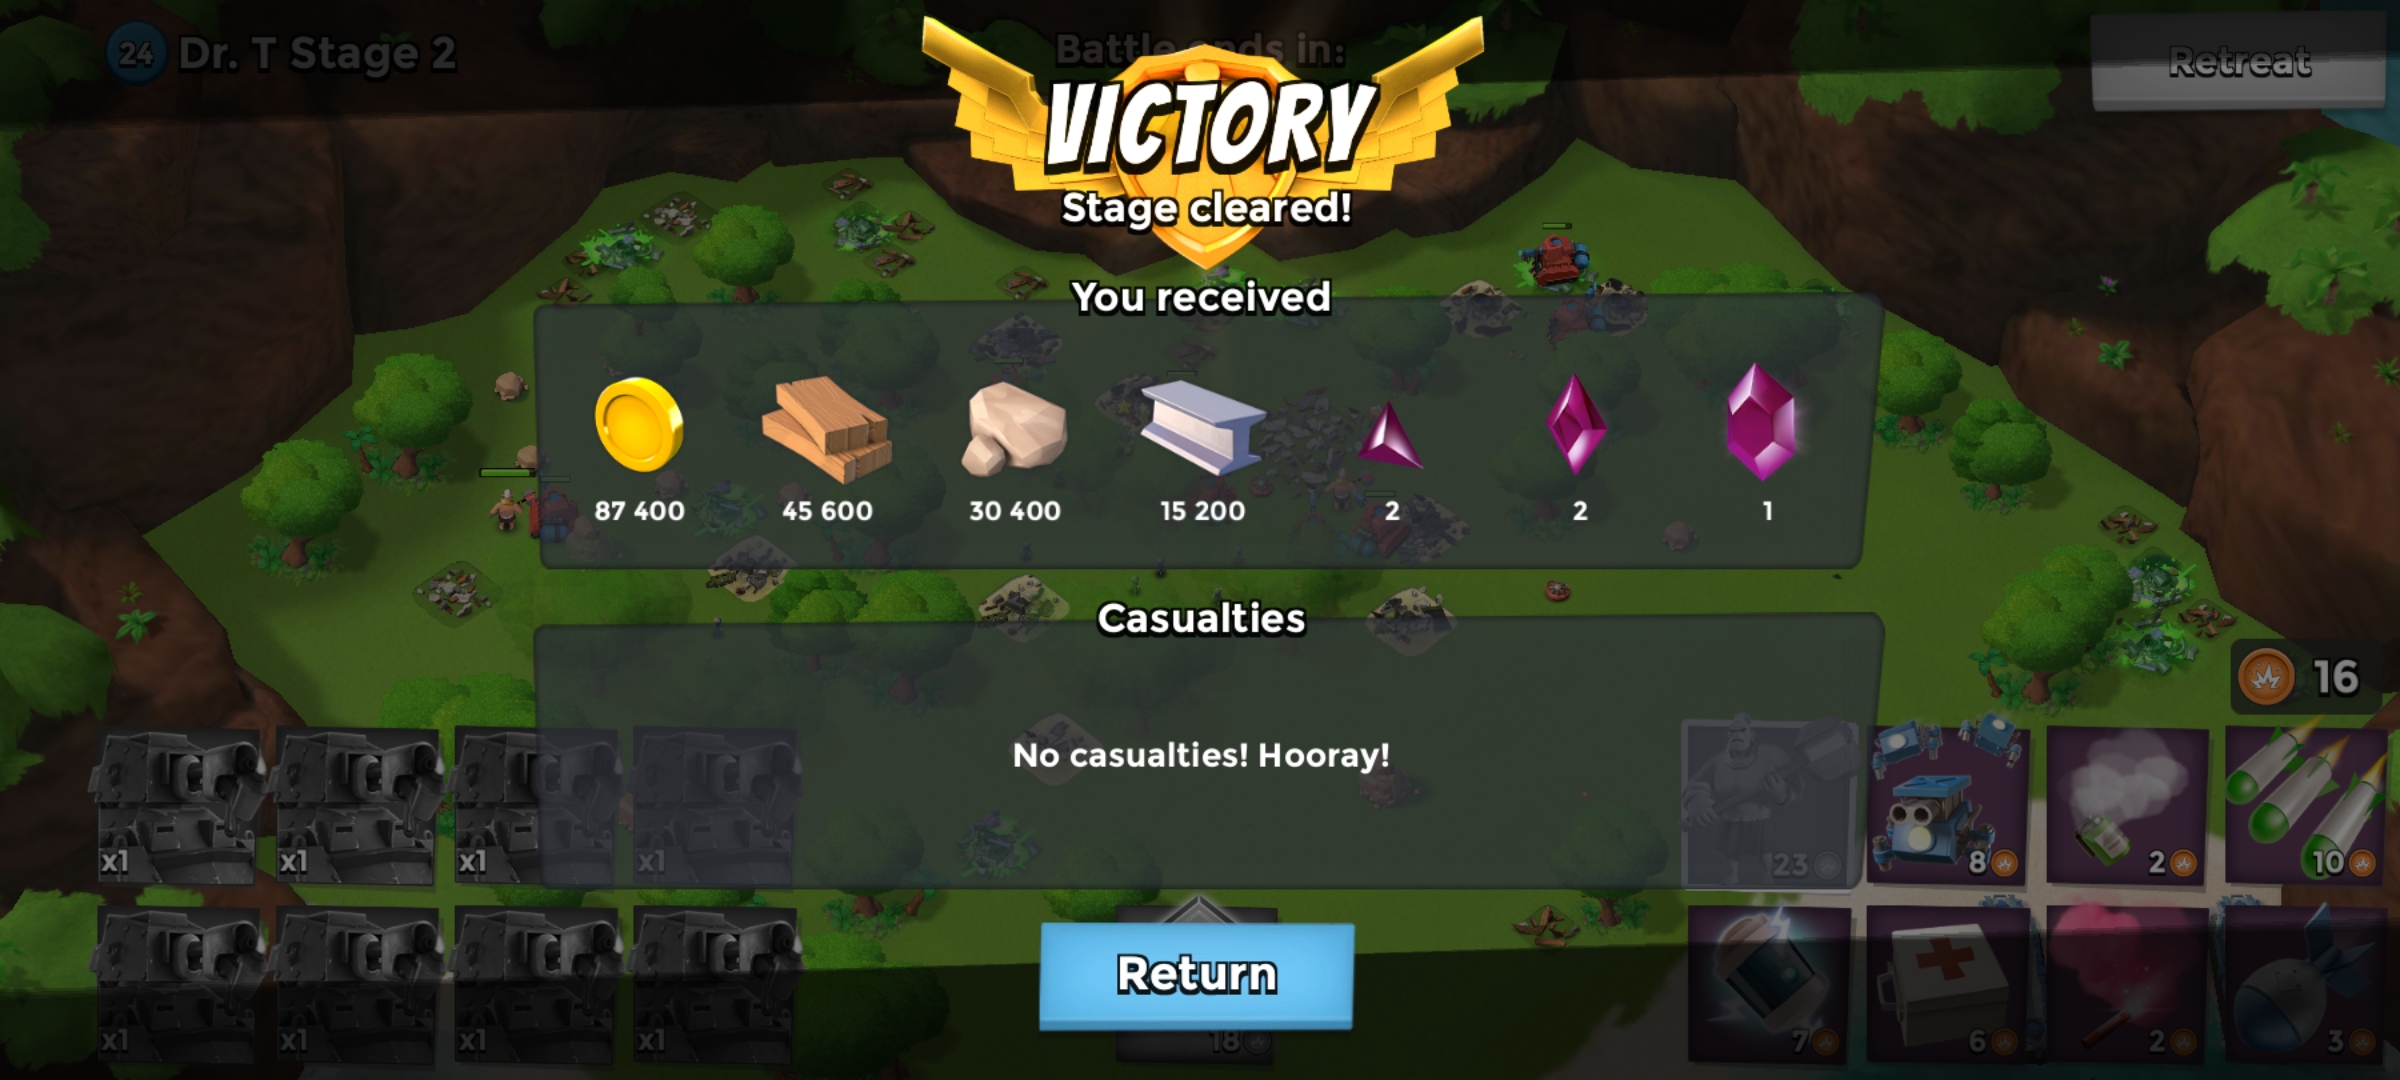 24 Dr. T Stage 2
Battle ends in:
Retreat
VICTORY
Stage cleared!
You received
87 400
45 600
30 400
15 200
2
2
1
Casualties
No casualties! Hooray!
16
x1
x1
x1
x1
23
8
2
10
x1
x1
x1
x1
Return
18
7
6
2
3